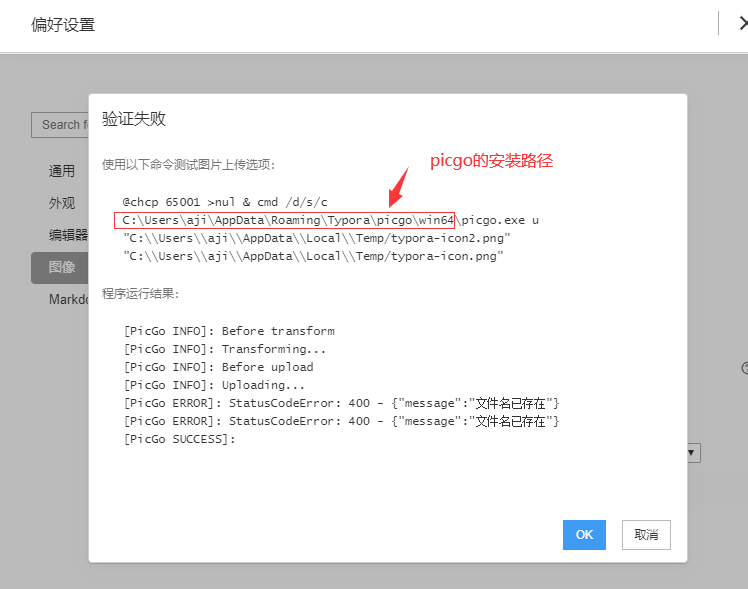 偏好设置
Search f
通用
外观
编辑器
图像
Markdo
验证失败
使用以下命令测试图片上传选项:
picgo的安装路径
@chcp 65001 >nul & cmd /d/s/c
C:\Users\aji\AppData\Roaming\Typora\picgo\win64\picgo.exe u
"C:\\Users\\aji\\AppData\\Local\\Temp/typora-icon2.png"
"C:\\Users\\aji\\AppData\\Local\\Temp/typora-icon.png"
程序运行结果:
[PicGo INFO]: Before transform
[PicGo INFO]: Transforming...
[PicGo INFO]: Before upload
[PicGo INFO]: Uploading...
[PicGo ERROR]: StatusCodeError: 400 - {"message":"文件名已存在"}
[PicGo ERROR]: StatusCodeError: 400 - {"message":"文件名已存在"}
[PicGo SUCCESS]:
OK
取消